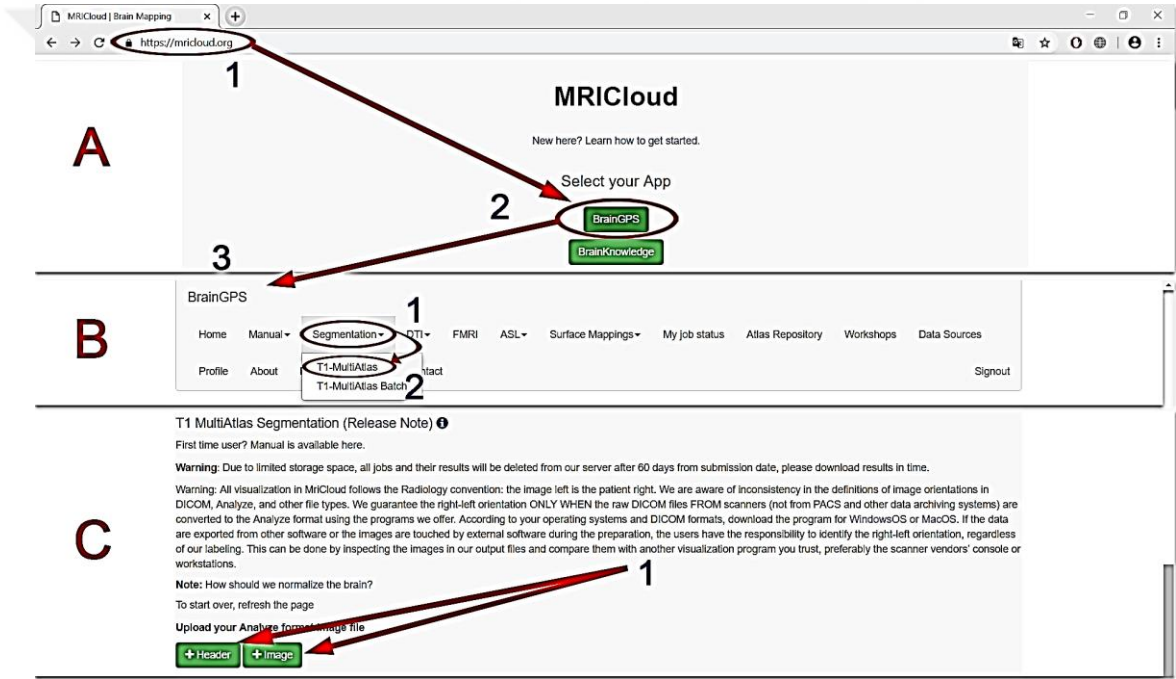 MRICloud | Brain Mapping
https://mricloud.org
1
A
MRICloud
New here? Learn how to get started.
Select your App
2
BrainGPS
BrainKnowledge
3
B
BrainGPS
1
Home Manual Segmentation DTI FMRI ASL Surface Mappings My job status Atlas Repository Workshops Data Sources
Profile About T1-MultiAtlas Signout
T1-MultiAtlas Batch
2
C
T1 MultiAtlas Segmentation (Release Note)
First time user? Manual is available here.
Warning: Due to limited storage space, all jobs and their results will be deleted from our server after 60 days from submission date, please download results in time.
Warning: All visualization in MriCloud follows the Radiology convention: the image left is the patient right. We are aware of inconsistency in the definitions of image orientations in
DICOM, Analyze, and other file types. We guarantee the right-left orientation ONLY WHEN the raw DICOM files FROM scanners (not from PACS and other data archiving systems) are
converted to the Analyze format using the programs we offer. According to your operating systems and DICOM formats, download the program for WindowsOS or MacOS. If the data
are exported from other software or the images are touched by external software during the preparation, the users have the responsibility to identify the right-left orientation, regardless
of our labeling. This can be done by inspecting the images in our output files and compare them with another visualization program you trust, preferably the scanner vendors' console or
workstations.
1
Note: How should we normalize the brain?
To start over, refresh the page
Upload your Analyze format image file
+ Header + Image